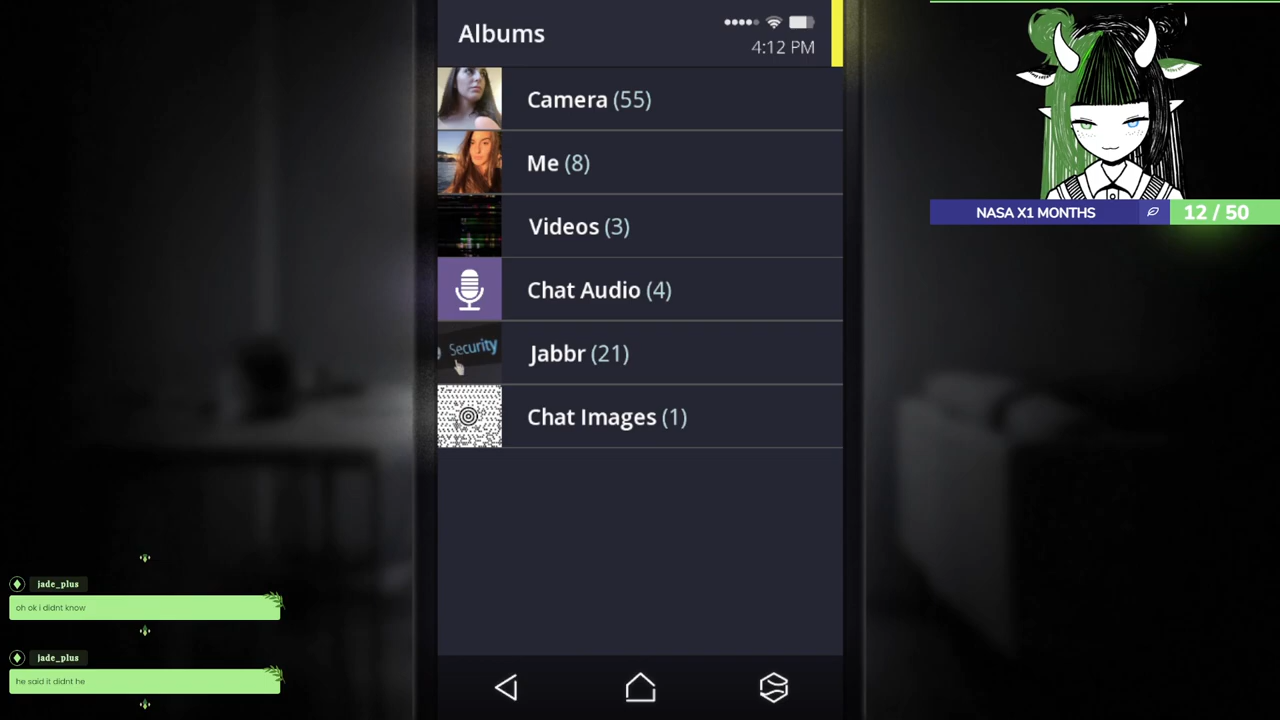 Albums
4:12 PM
Camera (55)
Me (8)
Videos (3)
Chat Audio (4)
Security
Jabbr (21)
Chat Images (1)
NASA X1 MONTHS
12 / 50
jade_plus
oh ok i didnt know
jade_plus
he said it didnt he